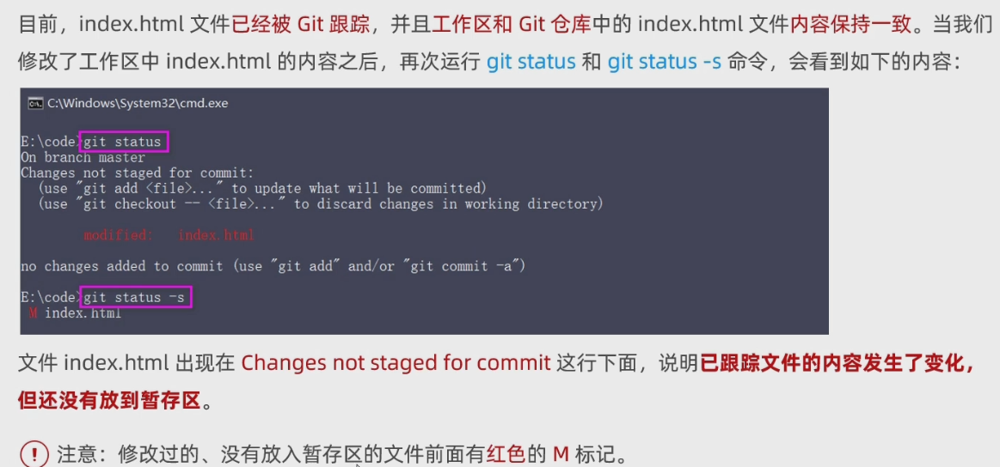 目前，index.html 文件已经被 Git 跟踪，并且工作区和 Git 仓库中的 index.html 文件内容保持一致。当我们
修改了工作区中 index.html 的内容之后，再次运行 git status 和 git status -s 命令，会看到如下的内容：
C:\Windows\System32\cmd.exe
E:\code>git status
On branch master
Changes not staged for commit:
  (use "git add <file>..." to update what will be committed)
  (use "git checkout -- <file>..." to discard changes in working directory)
        modified:   index.html
no changes added to commit (use "git add" and/or "git commit -a")
E:\code>git status -s
 M index.html
文件 index.html 出现在 Changes not staged for commit 这行下面，说明已跟踪文件的内容发生了变化，
但还没有放到暂存区。
! 注意：修改过的、没有放入暂存区的文件前面有红色的 M 标记。